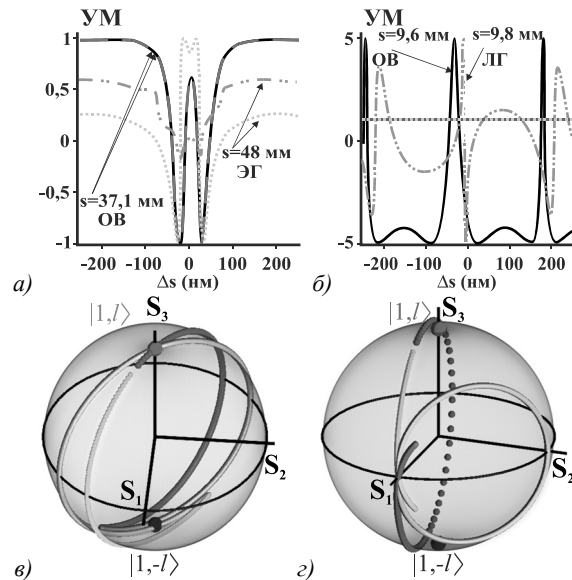 УМ
1
0,5
0
-0,5
-1
s=48 мм
ЭГ
s=37,1 мм
ОВ
-200 -100 0 100 200
Δs (нм)
а)
УМ
5
0
-5
s=9,6 мм
ОВ
s=9,8 мм
ЛГ
-200 -100 0 100 200
Δs (нм)
б)
|1,l⟩
S₃
S₂
S₁
|1,-l⟩
в)
|1,l⟩
S₃
S₂
S₁
|1,-l⟩
г)